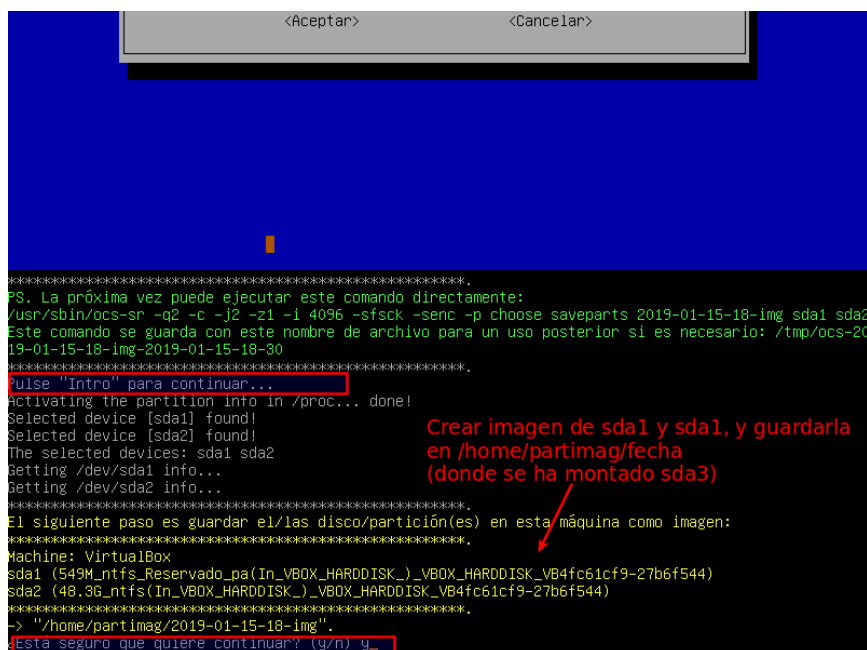 <Aceptar> <Cancelar>
**********************************************************.
PS. La próxima vez puede ejecutar este comando directamente:
/usr/sbin/ocs-sr -q2 -c -j2 -z1 -i 4096 -sfsck -senc -p choose saveparts 2019-01-15-18-img sda1 sda2
Este comando se guarda con este nombre de archivo para un uso posterior si es necesario: /tmp/ocs-20
19-01-15-18-img-2019-01-15-18-30
**********************************************************.
Pulse "Intro" para continuar...
Activating the partition info in /proc... done!
Selected device [sda1] found!
Selected device [sda2] found!
The selected devices: sda1 sda2
Getting /dev/sda1 info...
Getting /dev/sda2 info...
Crear imagen de sda1 y sda1, y guardarla
en /home/partimag/fecha
(donde se ha montado sda3)
**********************************************************.
El siguiente paso es guardar el/las disco/partición(es) en esta máquina como imagen:
**********************************************************.
Machine: VirtualBox
sda1 (549M_ntfs_Reservado_pa(In_VBOX_HARDDISK_)_VBOX_HARDDISK_VB4fc61cf9-27b6f544)
sda2 (48.3G_ntfs(In_VBOX_HARDDISK_)_VBOX_HARDDISK_VB4fc61cf9-27b6f544)
**********************************************************.
-> "/home/partimag/2019-01-15-18-img".
¿Está seguro que quiere continuar? (y/n) y_